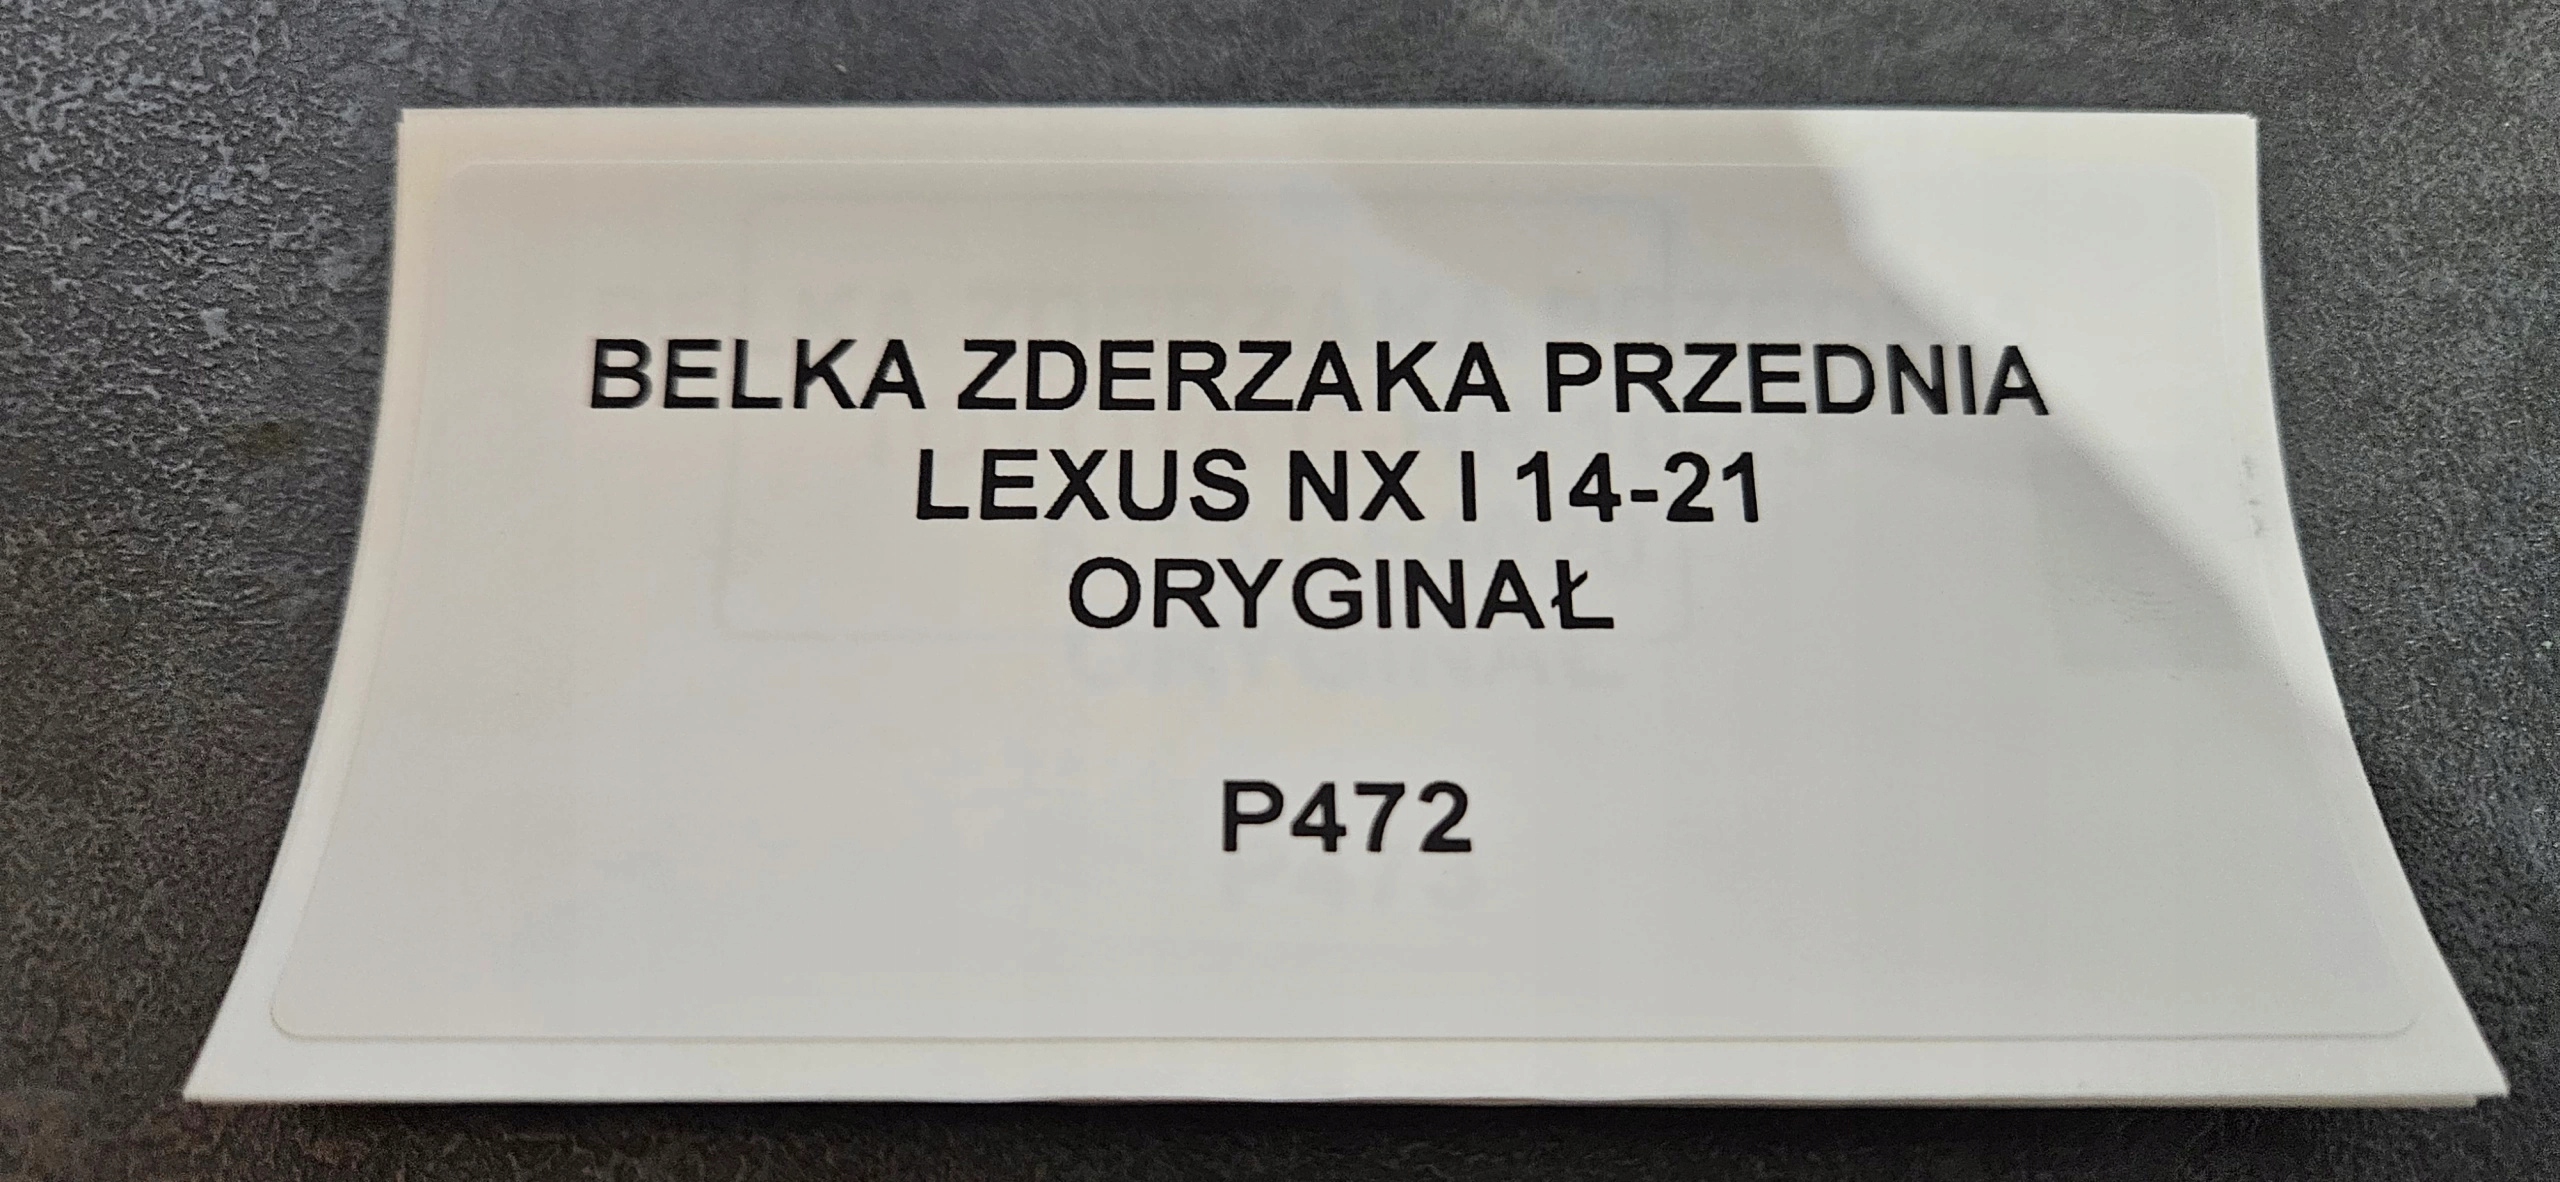 BELKA ZDERZAKA PRZEDNIA
LEXUS NX I 14-21
ORYGINAŁ
P472